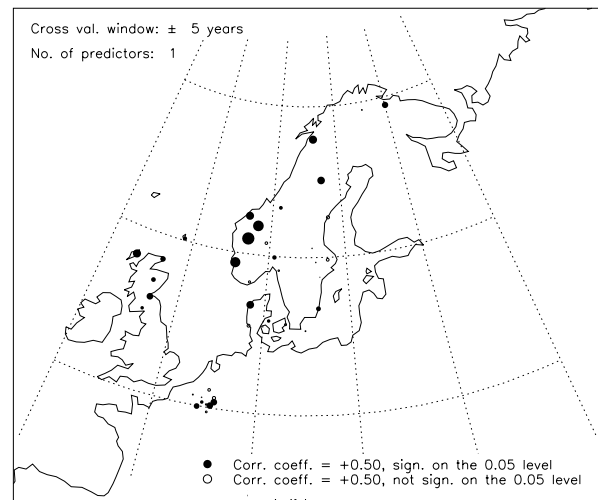 Cross val. window: ± 5 years
No. of predictors: 1
Corr. coeff. = +0.50, sign. on the 0.05 level
Corr. coeff. = +0.50, not sign. on the 0.05 level